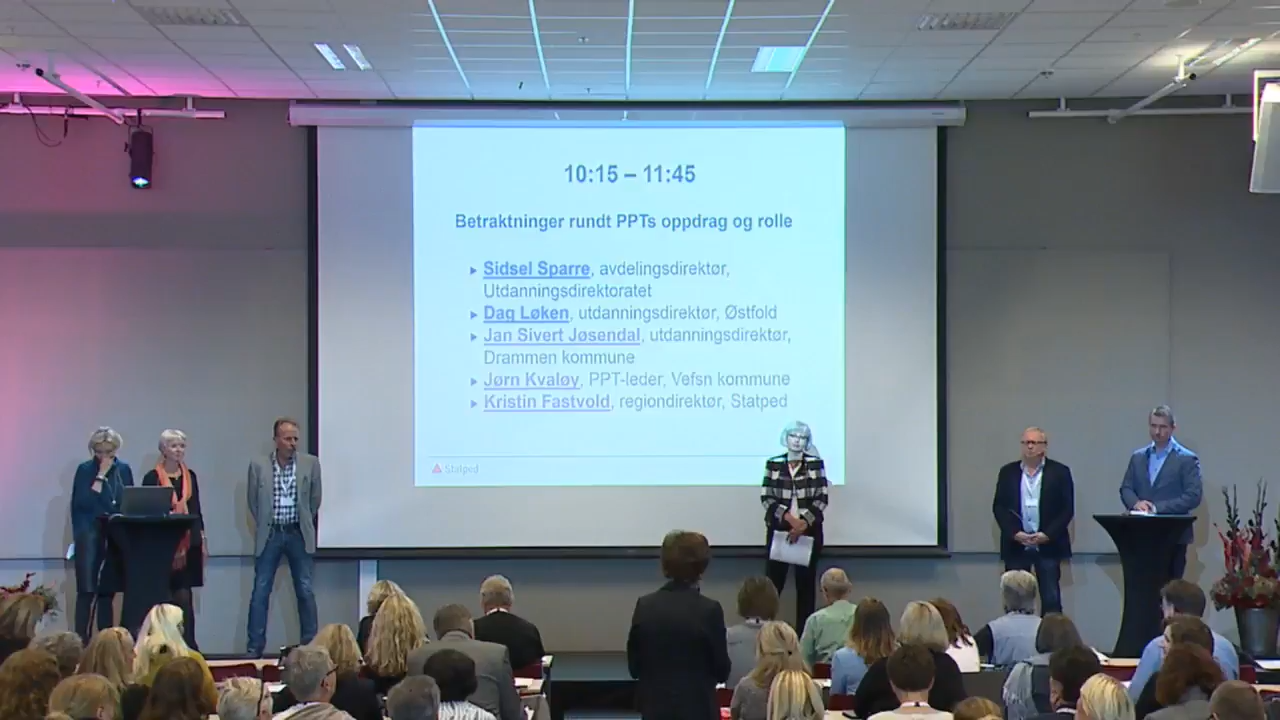 10:15 – 11:45
Betraktninger rundt PPTs oppdrag og rolle
Sidsel Sparre, avdelingsdirektør,
Utdanningsdirektoratet
Dag Løken, utdanningsdirektør, Østfold
Jan Sivert Jøsendal, utdanningsdirektør,
Drammen kommune
Jørn Kvaløy, PPT-leder, Vefsn kommune
Kristin Fastvold, regiondirektør, Statped
Statped